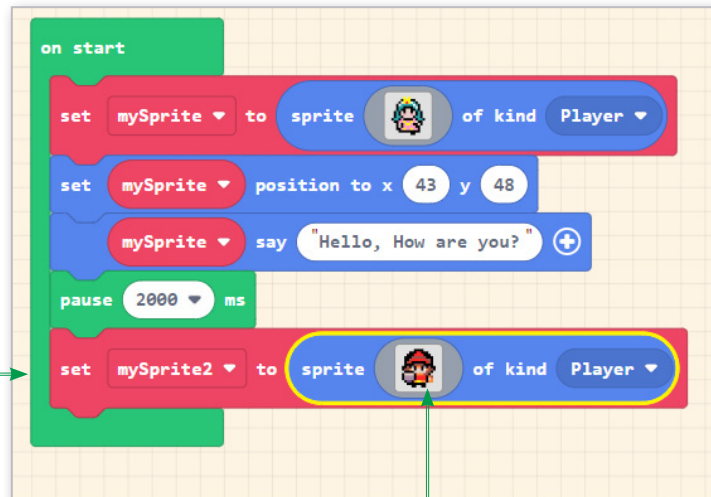 on start
set mySprite to sprite of kind Player
set mySprite position to x 43 y 48
mySprite say "Hello, How are you?"
pause 2000 ms
set mySprite2 to sprite of kind Player